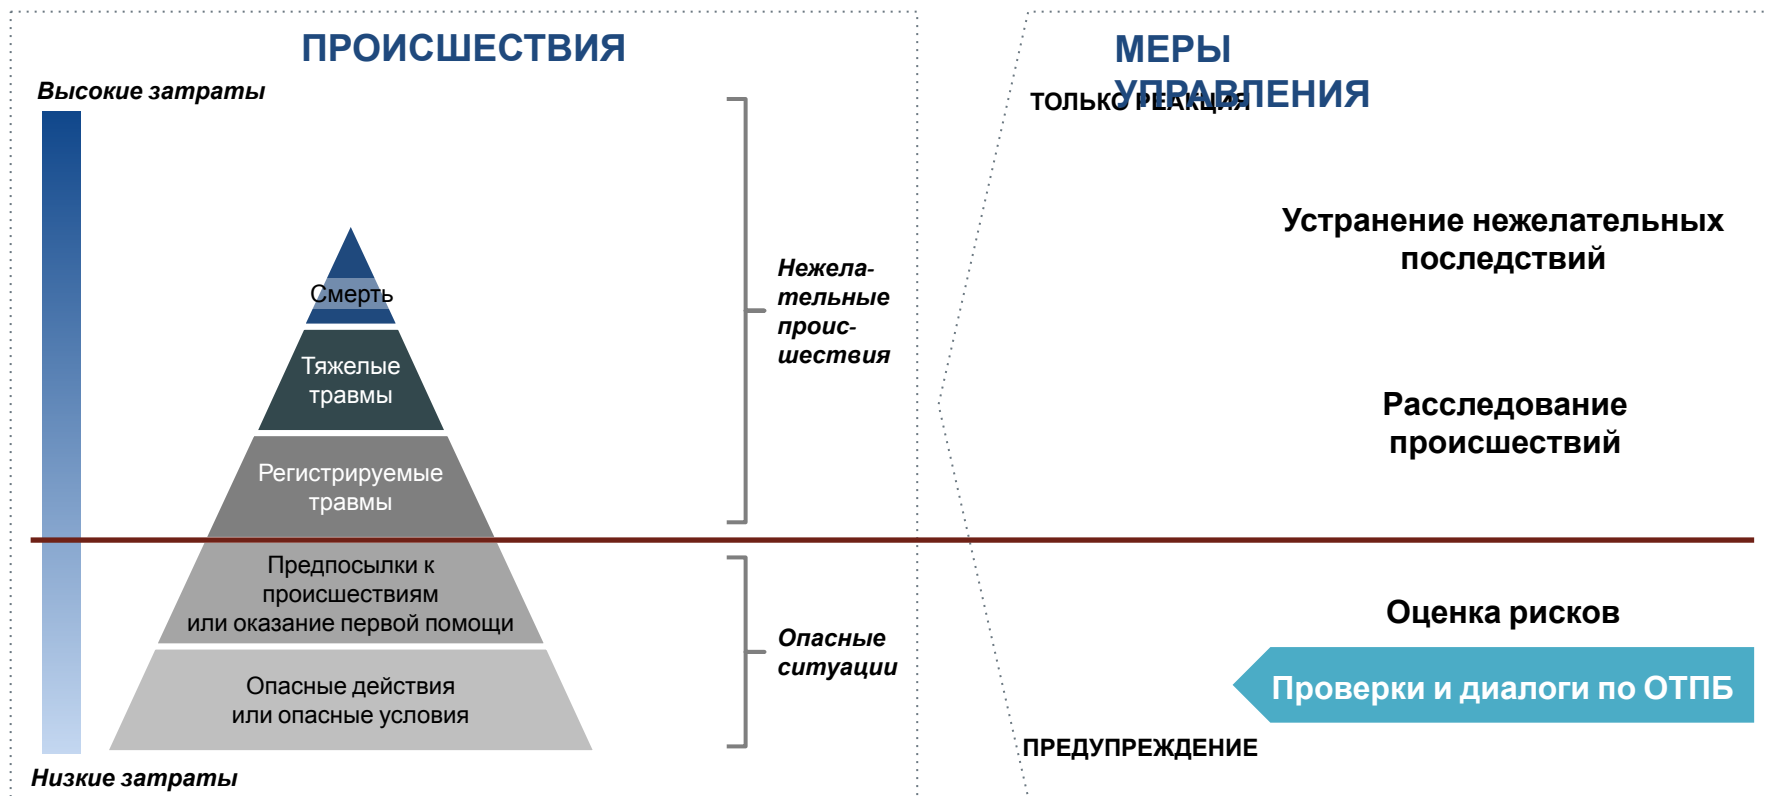 ПРОИСШЕСТВИЯ
Высокие затраты
Смерть
Тяжелые
травмы
Регистрируемые
травмы
Предпосылки к
происшествиям
или оказание первой помощи
Опасные действия
или опасные условия
Низкие затраты
Нежела-
тельные
проис-
шествия
Опасные
ситуации
МЕРЫ
УПРАВЛЕНИЯ
ТОЛЬКО РЕАКЦИЯ
Устранение нежелательных
последствий
Расследование
происшествий
Оценка рисков
Проверки и диалоги по ОТПБ
ПРЕДУПРЕЖДЕНИЕ